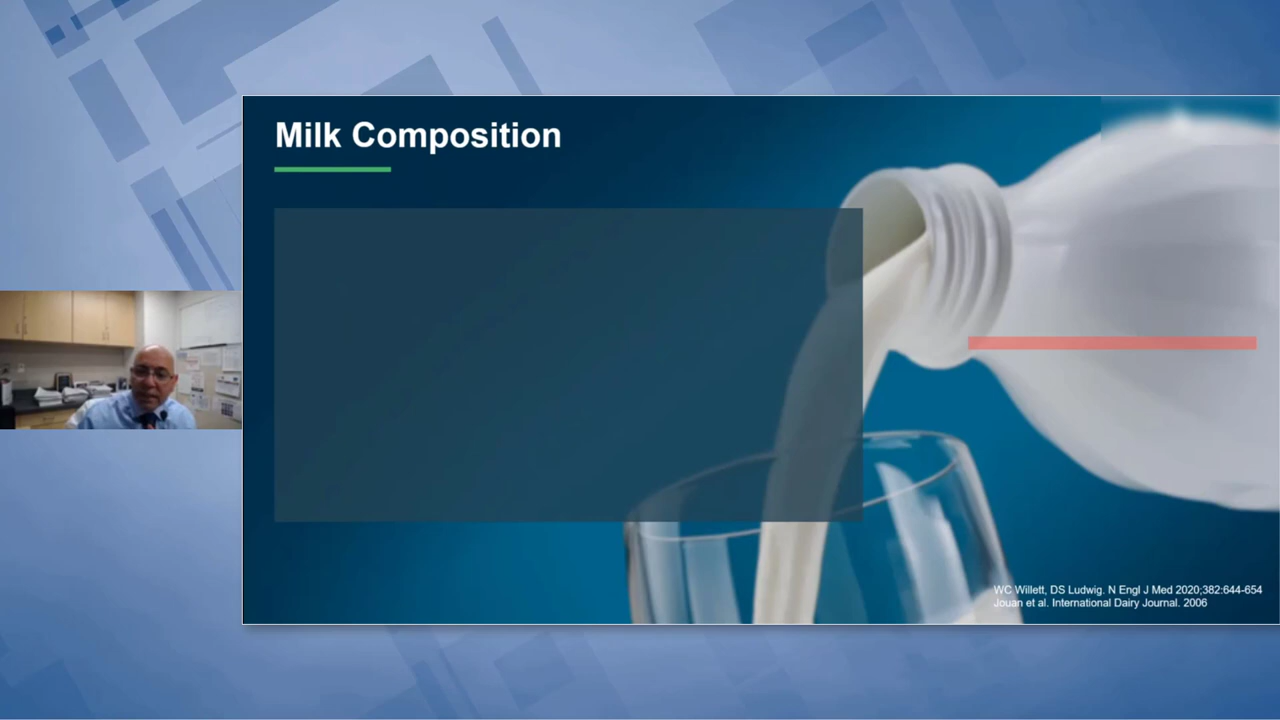 Milk Composition
WC Willett, DS Ludwig. N Engl J Med 2020;382:644-654
Jouan et al. International Dairy Journal. 2006